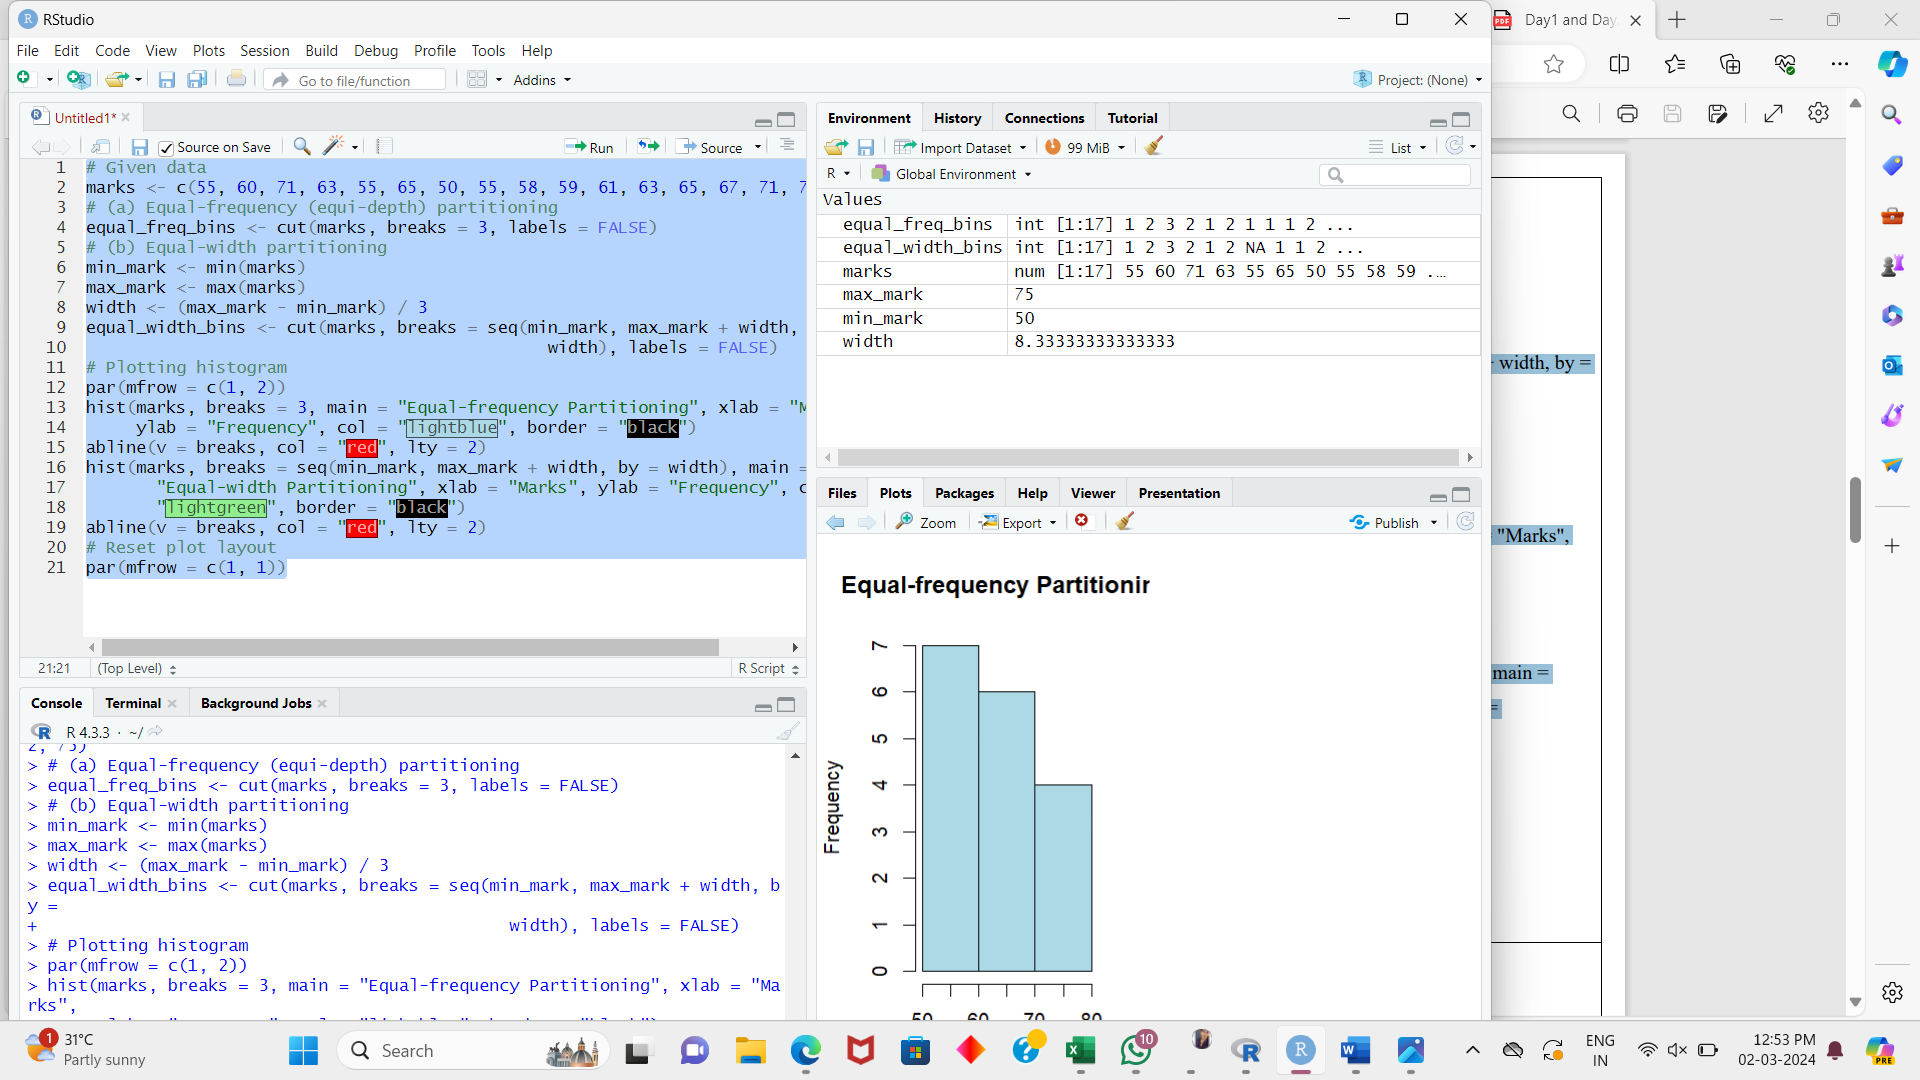 RStudio
File Edit Code View Plots Session Build Debug Profile Tools Help
Go to file/function
Addins
Project: (None)
Untitled1*
Source on Save
Run
Source
1 # Given data
2 marks <- c(55, 60, 71, 63, 55, 65, 50, 55, 58, 59, 61, 63, 65, 67, 71, 7
3 # (a) Equal-frequency (equi-depth) partitioning
4 equal_freq_bins <- cut(marks, breaks = 3, labels = FALSE)
5 # (b) Equal-width partitioning
6 min_mark <- min(marks)
7 max_mark <- max(marks)
8 width <- (max_mark - min_mark) / 3
9 equal_width_bins <- cut(marks, breaks = seq(min_mark, max_mark + width,
10 width), labels = FALSE)
11 # Plotting histogram
12 par(mfrow = c(1, 2))
13 hist(marks, breaks = 3, main = "Equal-frequency Partitioning", xlab = "M
14 ylab = "Frequency", col = "lightblue", border = "black")
15 abline(v = breaks, col = "red", lty = 2)
16 hist(marks, breaks = seq(min_mark, max_mark + width, by = width), main =
17 "Equal-width Partitioning", xlab = "Marks", ylab = "Frequency", c
18 "lightgreen", border = "black")
19 abline(v = breaks, col = "red", lty = 2)
20 # Reset plot layout
21 par(mfrow = c(1, 1))
21:21 (Top Level) R Script
Console Terminal Background Jobs
R 4.3.3 · ~/
2, 75)
> # (a) Equal-frequency (equi-depth) partitioning
> equal_freq_bins <- cut(marks, breaks = 3, labels = FALSE)
> # (b) Equal-width partitioning
> min_mark <- min(marks)
> max_mark <- max(marks)
> width <- (max_mark - min_mark) / 3
> equal_width_bins <- cut(marks, breaks = seq(min_mark, max_mark + width, b
y =
+ width), labels = FALSE)
> # Plotting histogram
> par(mfrow = c(1, 2))
> hist(marks, breaks = 3, main = "Equal-frequency Partitioning", xlab = "Ma
rks",
Environment History Connections Tutorial
Import Dataset 99 MiB List
R Global Environment
Values
equal_freq_bins int [1:17] 1 2 3 2 1 2 1 1 1 2 ...
equal_width_bins int [1:17] 1 2 3 2 1 2 NA 1 1 2 ...
marks num [1:17] 55 60 71 63 55 65 50 55 58 59 ...
max_mark 75
min_mark 50
width 8.33333333333333
Files Plots Packages Help Viewer Presentation
Zoom Export Publish
Equal-frequency Partitionin
Frequency
7
6
5
4
3
2
1
0
50 60 70 80
Day1 and Day
width, by =
"Marks",
main =
=
1
31°C
Partly sunny
Search
10
ENG
IN
12:53 PM
02-03-2024
PRE